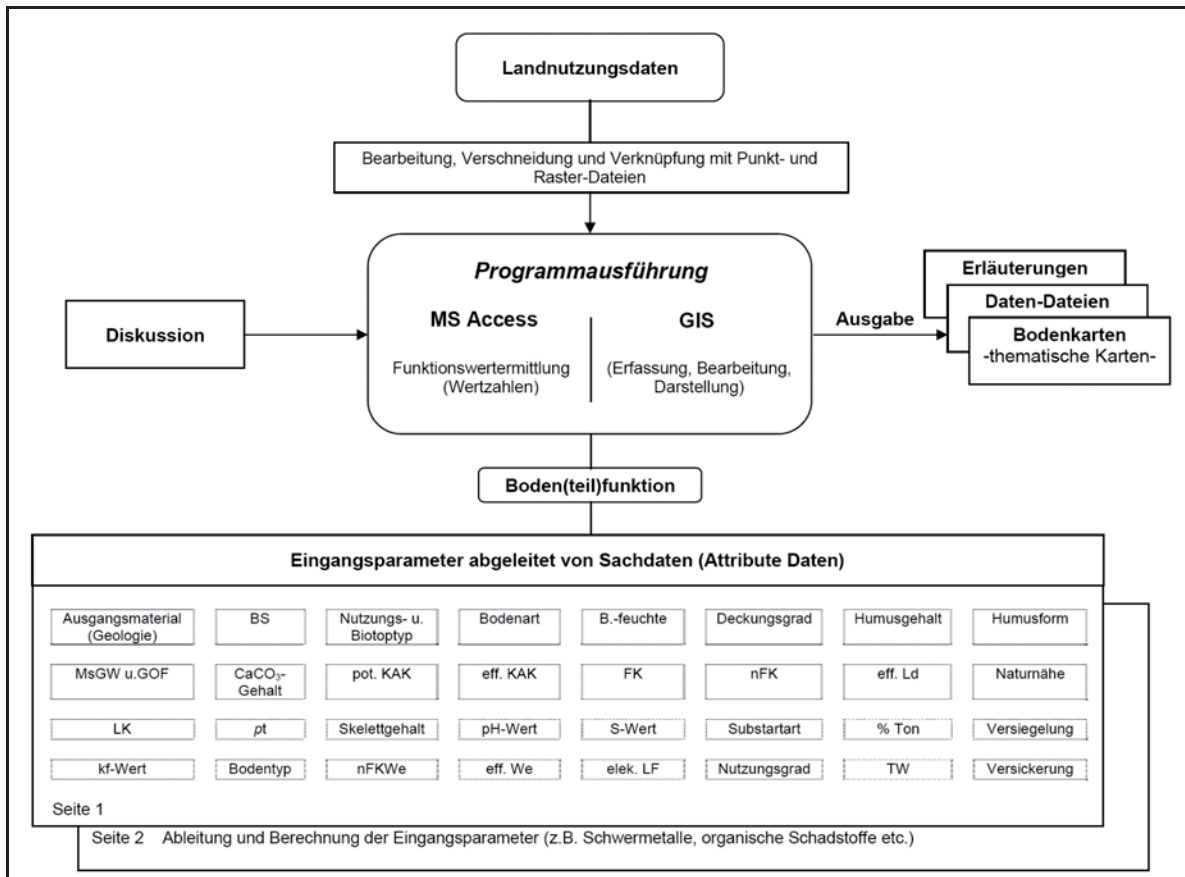 Landnutzungsdaten
Bearbeitung, Verschneidung und Verknüpfung mit Punkt- und
Raster-Dateien
Programmausführung
MS Access
GIS
Funktionswertermittlung
(Wertzahlen)
(Erfassung, Bearbeitung,
Darstellung)
Diskussion
Ausgabe
Erläuterungen
Daten-Dateien
Bodenkarten
-thematische Karten-
Boden(teil)funktion
Eingangsparameter abgeleitet von Sachdaten (Attribute Daten)
Ausgangsmaterial
(Geologie)
BS
Nutzungs- u.
Biotoptyp
Bodenart
B.-feuchte
Deckungsgrad
Humusgehalt
Humusform
MsGW u.GOF
CaCO₃-
Gehalt
pot. KAK
eff. KAK
FK
nFK
eff. Ld
Naturnähe
LK
pt
Skelettgehalt
pH-Wert
S-Wert
Substartart
% Ton
Versiegelung
kf-Wert
Bodentyp
nFKWe
eff. We
elek. LF
Nutzungsgrad
TW
Versickerung
Seite 1
Seite 2 Ableitung und Berechnung der Eingangsparameter (z.B. Schwermetalle, organische Schadstoffe etc.)